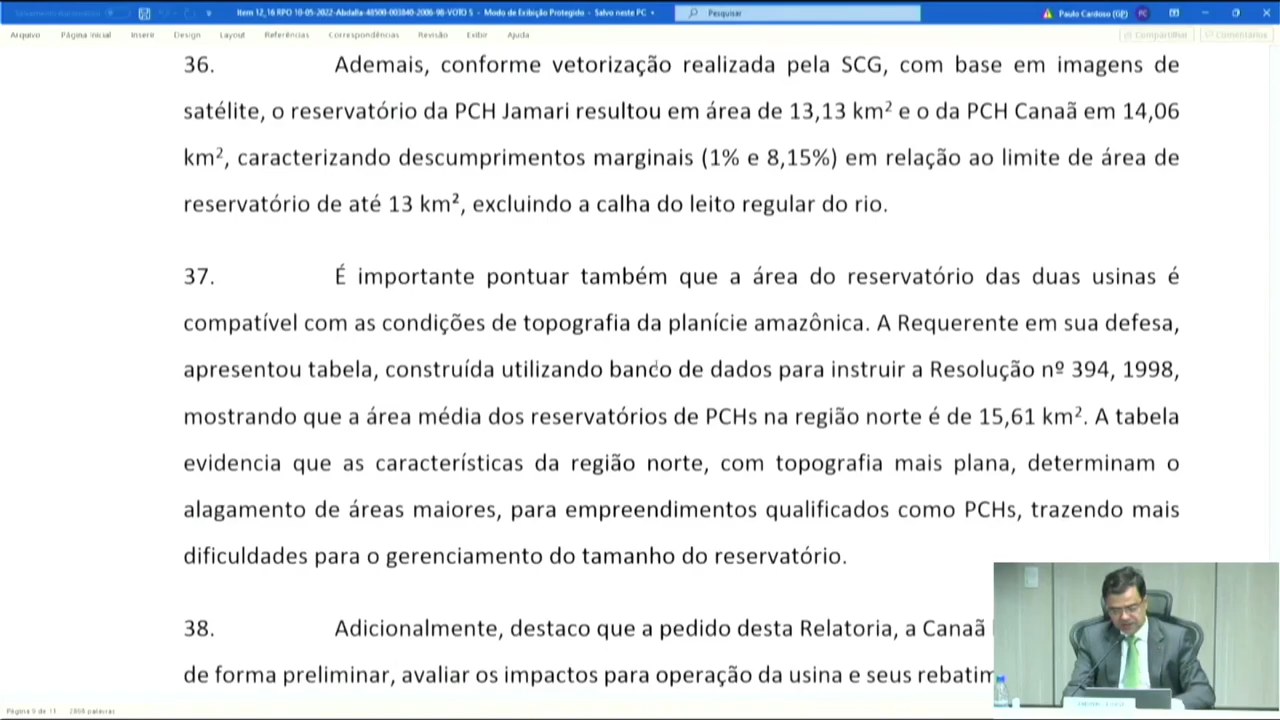 Item 12_16 RPO 10-05-2022-Abdalla-48500-003840-2006-98-VOTO S - Modo de Exibição Protegido - Salvo neste PC
Pesquisar
Paulo Cardoso (GP)
PC
Arquivo Página Inicial Inserir Design Layout Referências Correspondências Revisão Exibir Ajuda
Compartilhar
Comentários
36. Ademais, conforme vetorização realizada pela SCG, com base em imagens de
satélite, o reservatório da PCH Jamari resultou em área de 13,13 km² e o da PCH Canaã em 14,06
km², caracterizando descumprimentos marginais (1% e 8,15%) em relação ao limite de área de
reservatório de até 13 km², excluindo a calha do leito regular do rio.
37. É importante pontuar também que a área do reservatório das duas usinas é
compatível com as condições de topografia da planície amazônica. A Requerente em sua defesa,
apresentou tabela, construída utilizando banco de dados para instruir a Resolução nº 394, 1998,
mostrando que a área média dos reservatórios de PCHs na região norte é de 15,61 km². A tabela
evidencia que as características da região norte, com topografia mais plana, determinam o
alagamento de áreas maiores, para empreendimentos qualificados como PCHs, trazendo mais
dificuldades para o gerenciamento do tamanho do reservatório.
38. Adicionalmente, destaco que a pedido desta Relatoria, a Canaã
de forma preliminar, avaliar os impactos para operação da usina e seus rebatim
Página 9 de 11 2808 palavras